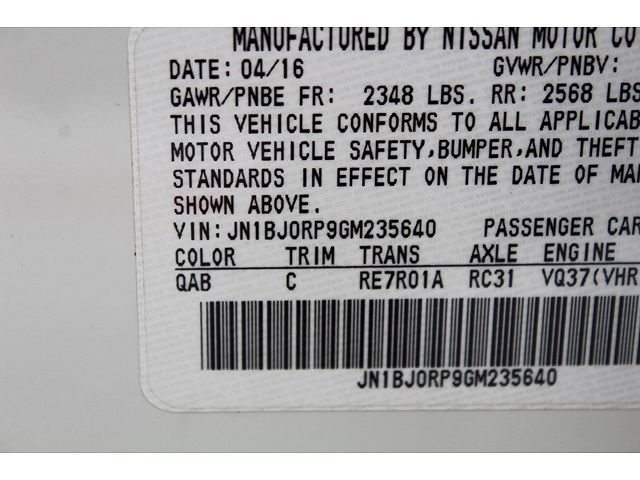 MANUFACTURED BY NISSAN MOTOR CO
DATE: 04/16 GVWR/PNBV:
GAWR/PNBE FR: 2348 LBS. RR: 2568 LBS
THIS VEHICLE CONFORMS TO ALL APPLICAB
MOTOR VEHICLE SAFETY,BUMPER,AND THEFT
STANDARDS IN EFFECT ON THE DATE OF MA
SHOWN ABOVE.
VIN: JN1BJ0RP9GM235640 PASSENGER CAR
COLOR TRIM TRANS AXLE ENGINE
QAB C RE7R01A RC31 VQ37(VHR
JN1BJ0RP9GM235640